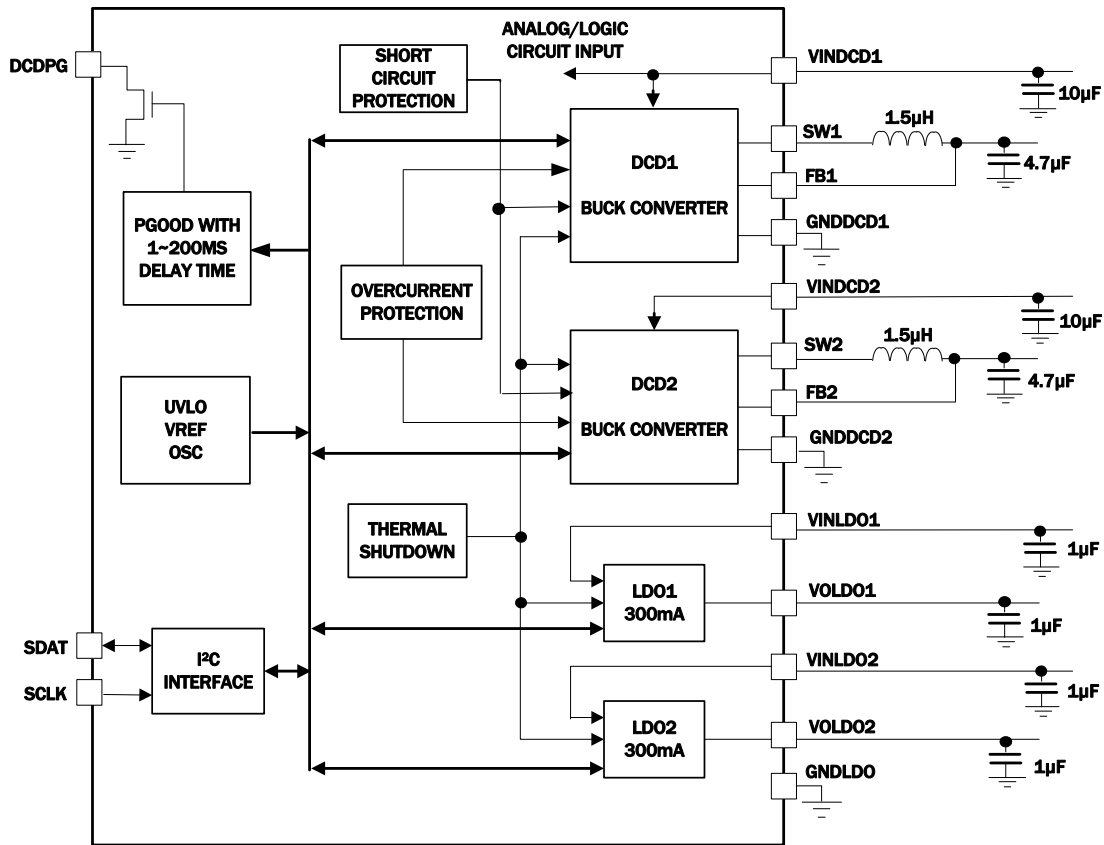 ANALOG/LOGIC
CIRCUIT INPUT
DCDPG
SHORT
CIRCUIT
PROTECTION
VINDCD1
10µF
SW1
1.5µH
4.7µF
DCD1
BUCK CONVERTER
FB1
GNDDCD1
PGOOD WITH
1~200MS
DELAY TIME
OVERCURRENT
PROTECTION
VINDCD2
10µF
SW2
1.5µH
4.7µF
DCD2
BUCK CONVERTER
FB2
GNDDCD2
UVLO
VREF
OSC
THERMAL
SHUTDOWN
VINLDO1
1µF
LDO1
300mA
VOLDO1
1µF
SDAT
SCLK
I²C
INTERFACE
VINLDO2
1µF
LDO2
300mA
VOLDO2
1µF
GNDLDO